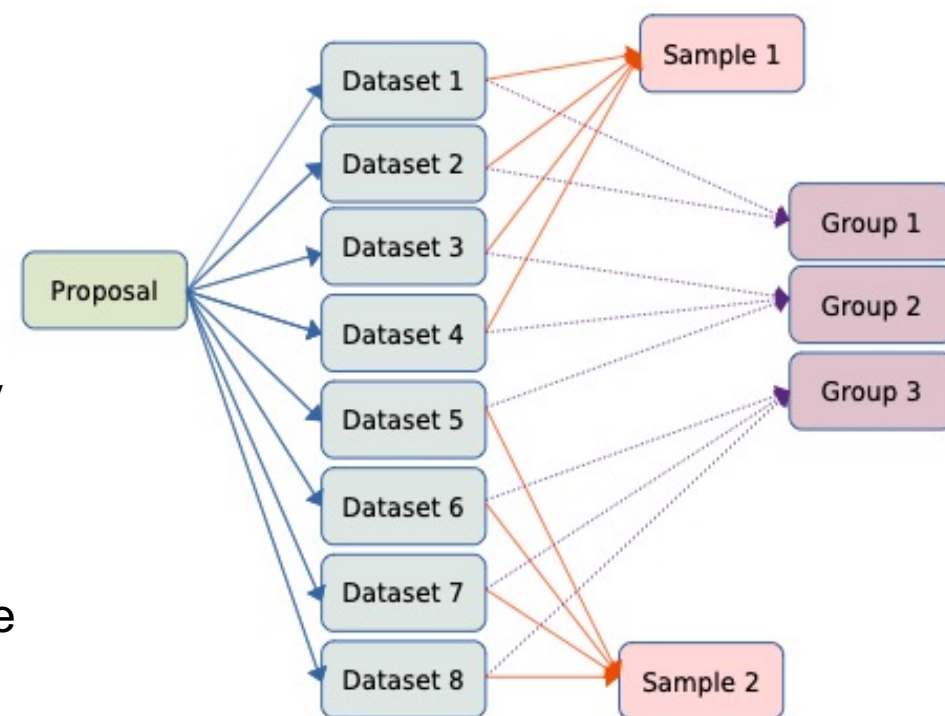 Proposal
Dataset 1
Dataset 2
Dataset 3
Dataset 4
Dataset 5
Dataset 6
Dataset 7
Dataset 8
Sample 1
Group 1
Group 2
Group 3
Sample 2